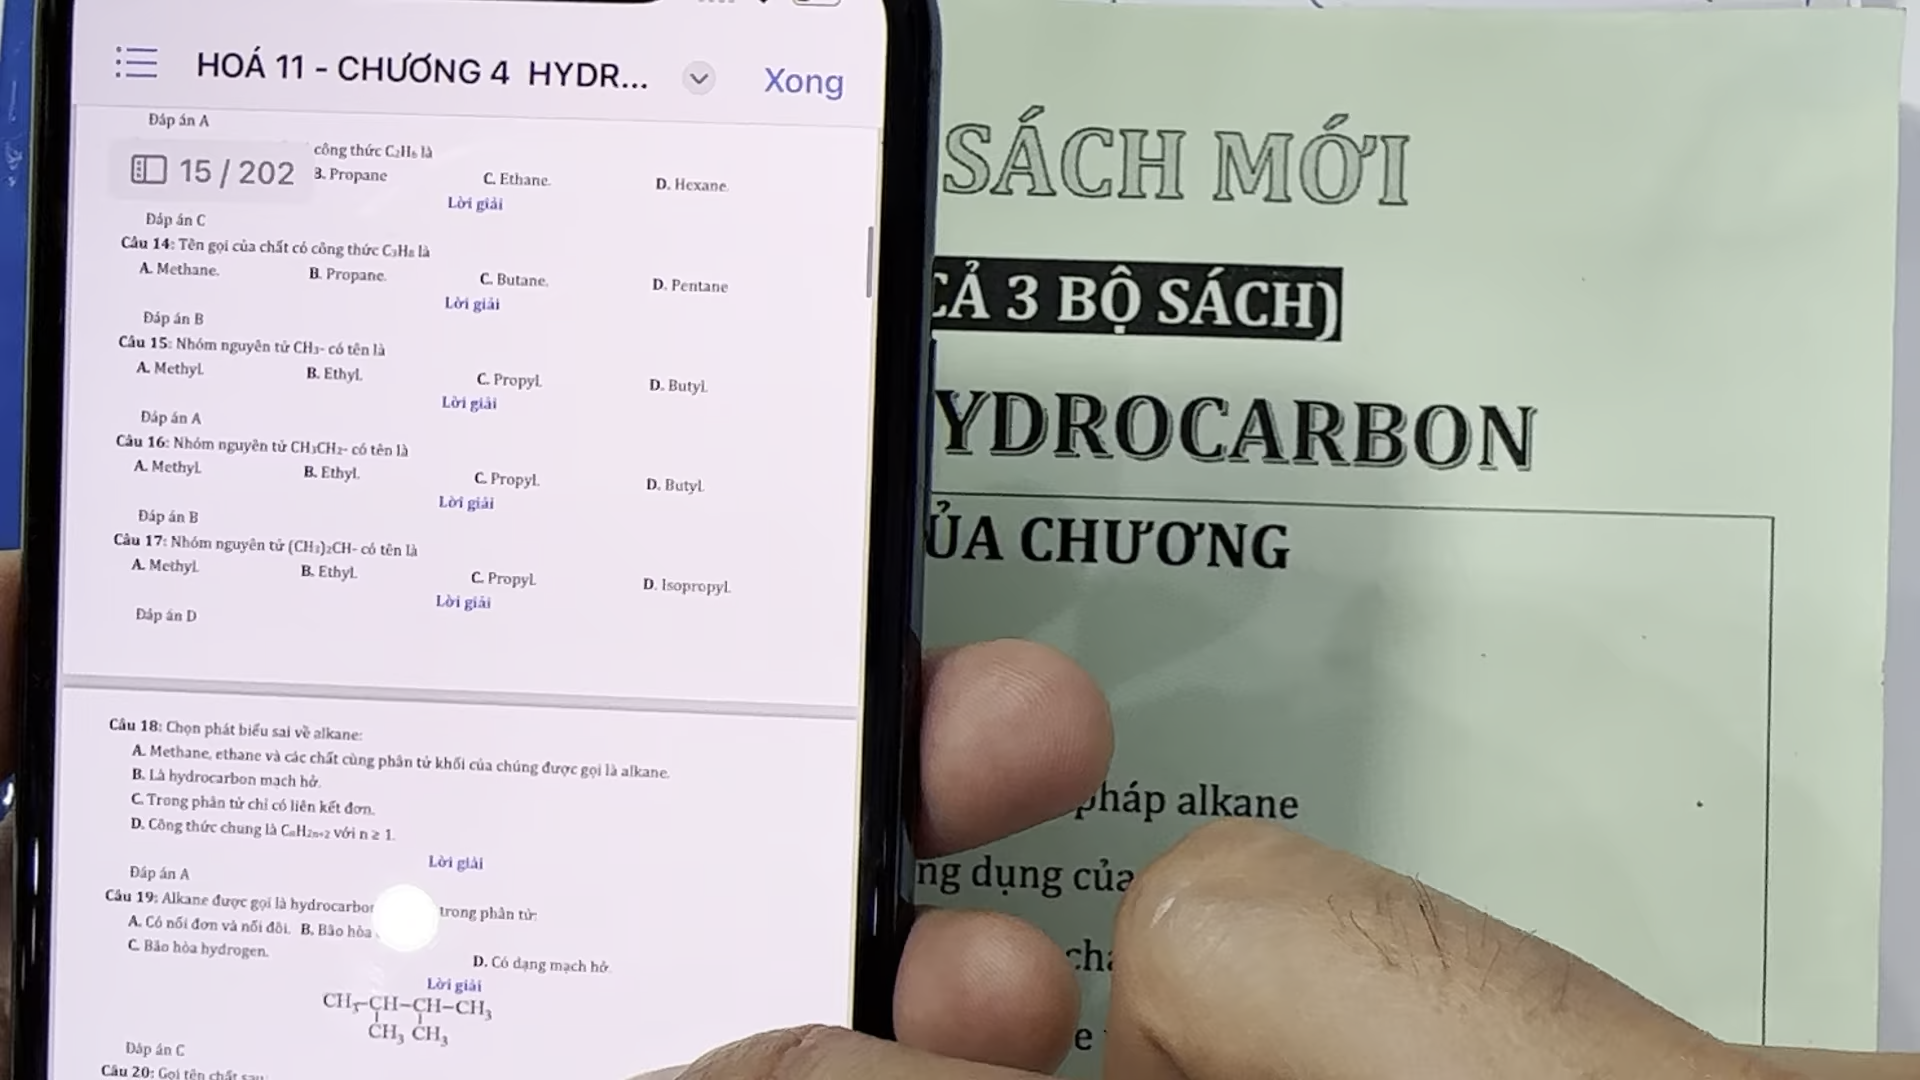 HOÁ 11 - CHƯƠNG 4 HYDR...
Xong
Đáp án A
công thức C₂H₆ là
15 / 202
B. Propane C. Ethane. D. Hexane.
Lời giải
Đáp án C
Câu 14: Tên gọi của chất có công thức C₃H₈ là
A. Methane. B. Propane. C. Butane. D. Pentane
Lời giải
Đáp án B
Câu 15: Nhóm nguyên tử CH₃- có tên là
A. Methyl. B. Ethyl. C. Propyl. D. Butyl.
Lời giải
Đáp án A
Câu 16: Nhóm nguyên tử CH₃CH₂- có tên là
A. Methyl. B. Ethyl. C. Propyl. D. Butyl.
Lời giải
Đáp án B
Câu 17: Nhóm nguyên tử (CH₃)₂CH- có tên là
A. Methyl. B. Ethyl. C. Propyl. D. Isopropyl.
Lời giải
Đáp án D
Câu 18: Chọn phát biểu sai về alkane:
A. Methane, ethane và các chất cùng phân tử khối của chúng được gọi là alkane.
B. Là hydrocarbon mạch hở.
C. Trong phân tử chỉ có liên kết đơn.
D. Công thức chung là CₙH₂ₙ₊₂ với n ≥ 1.
Lời giải
Đáp án A
Câu 19: Alkane được gọi là hydrocarbon trong phân tử:
A. Có nối đơn và nối đôi. B. Bão hòa
C. Bão hòa hydrogen. D. Có dạng mạch hở.
Lời giải
CH₃–CH–CH–CH₃
CH₃ CH₃
Đáp án C
Câu 20: Gọi tên chất sau
SÁCH MỚI
CẢ 3 BỘ SÁCH)
YDROCARBON
ỦA CHƯƠNG
pháp alkane
ng dụng của